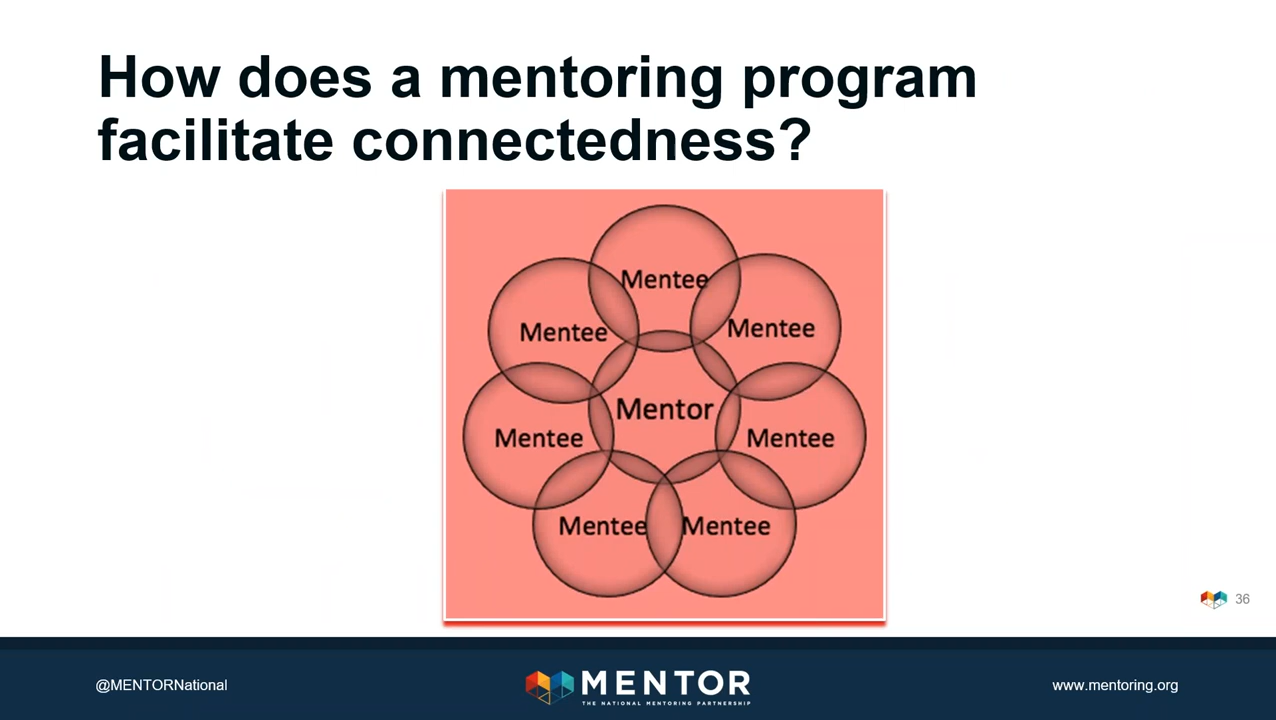 How does a mentoring program
facilitate connectedness?
Mentee
Mentee
Mentee
Mentor
Mentee
Mentee
Mentee
Mentee
36
@MENTORNational
MENTOR
THE NATIONAL MENTORING PARTNERSHIP
www.mentoring.org